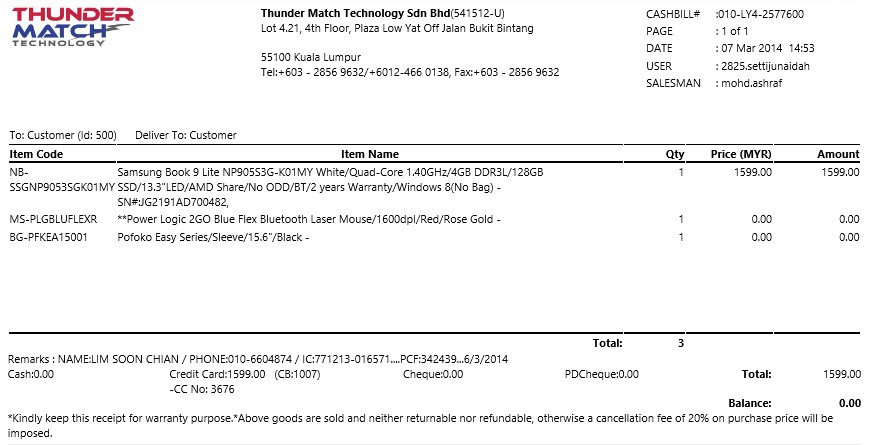 THUNDER
MATCH
TECHNOLOGY
Thunder Match Technology Sdn Bhd(541512-U)
Lot 4.21, 4th Floor, Plaza Low Yat Off Jalan Bukit Bintang
55100 Kuala Lumpur
Tel:+603 - 2856 9632/+6012-466 0138, Fax:+603 - 2856 9632
CASHBILL# :010-LY4-2577600
PAGE : 1 of 1
DATE : 07 Mar 2014 14:53
USER : 2825.settijunaidah
SALESMAN : mohd.ashraf
To: Customer (Id: 500) Deliver To: Customer
Item Code Item Name Qty Price (MYR) Amount
NB- Samsung Book 9 Lite NP905S3G-K01MY White/Quad-Core 1.40GHz/4GB DDR3L/128GB 1 1599.00 1599.00
SSGNP9053SGK01MY SSD/13.3"LED/AMD Share/No ODD/BT/2 years Warranty/Windows 8(No Bag) -
SN#:JG2191AD700482,
MS-PLGBLUFLEXR **Power Logic 2GO Blue Flex Bluetooth Laser Mouse/1600dpl/Red/Rose Gold - 1 0.00 0.00
BG-PFKEA15001 Pofoko Easy Series/Sleeve/15.6"/Black - 1 0.00 0.00
Total: 3
Remarks : NAME:LIM SOON CHIAN / PHONE:010-6604874 / IC:771213-016571....PCF:342439...6/3/2014
Cash:0.00 Credit Card:1599.00 (CB:1007) Cheque:0.00 PDCheque:0.00 Total: 1599.00
-CC No: 3676
Balance: 0.00
*Kindly keep this receipt for warranty purpose.*Above goods are sold and neither returnable nor refundable, otherwise a cancellation fee of 20% on purchase price will be
imposed.